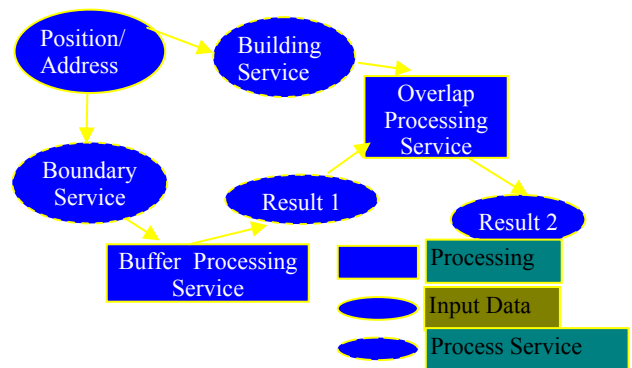 Position/
Address
Building
Service
Overlap
Processing
Service
Boundary
Service
Result 1
Result 2
Buffer Processing
Service
Processing
Input Data
Process Service